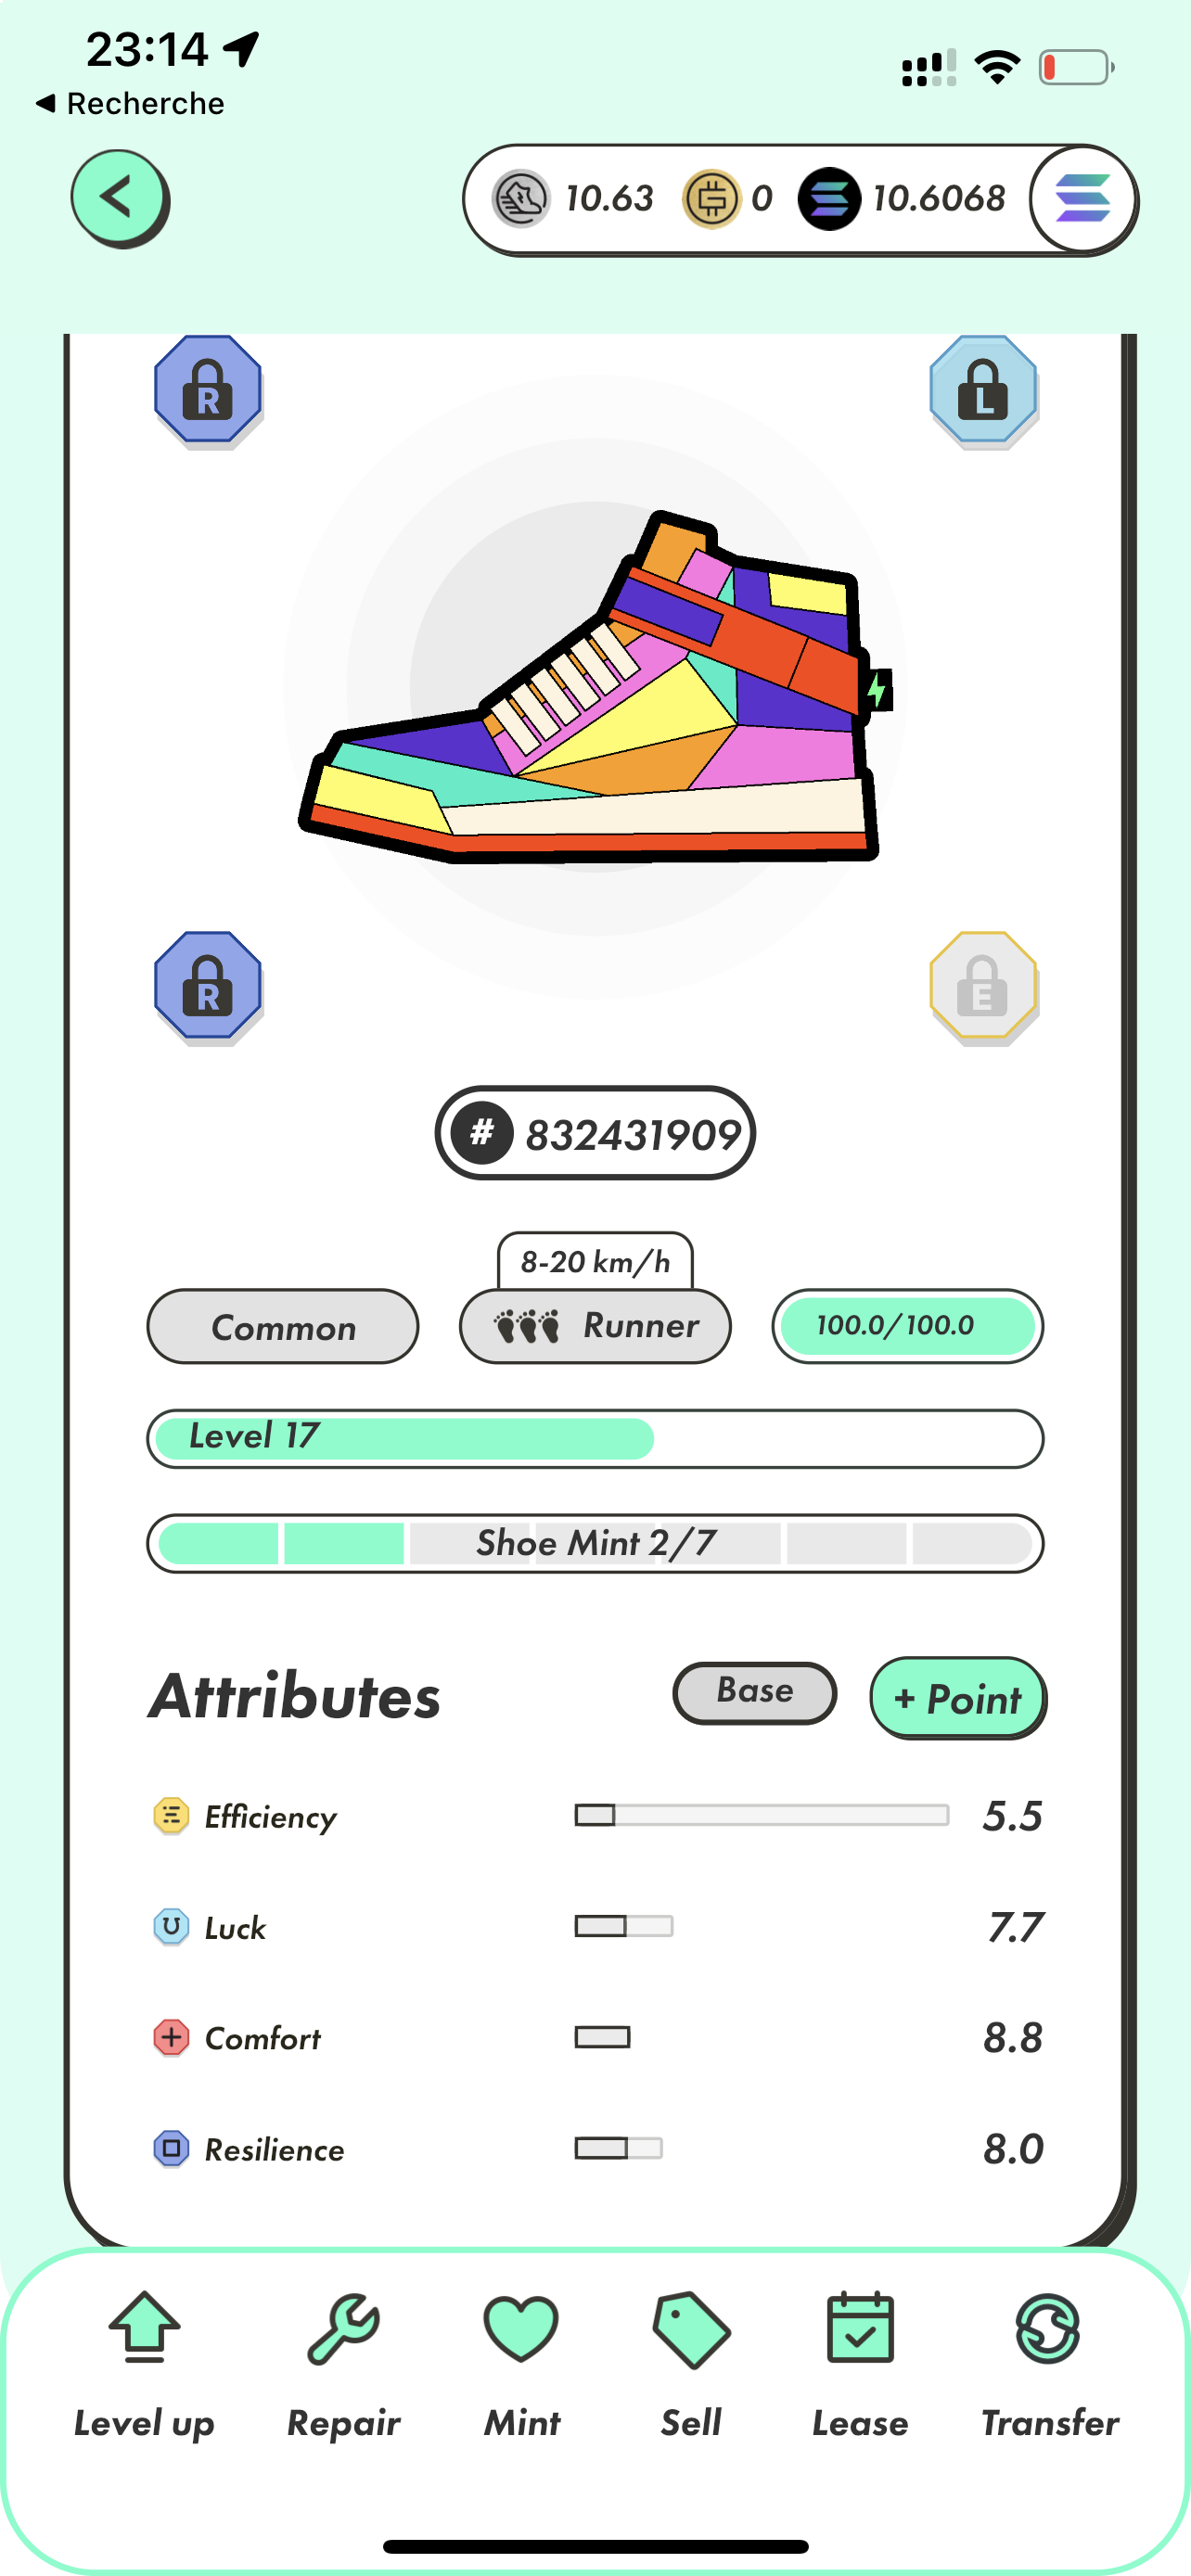 23:14
◀ Recherche
10.63 0 10.6068
R
L
R
E
# 832431909
8-20 km/h
Common Runner 100.0/100.0
Level 17
Shoe Mint 2/7
Attributes Base + Point
Efficiency 5.5
Luck 7.7
Comfort 8.8
Resilience 8.0
Level up Repair Mint Sell Lease Transfer